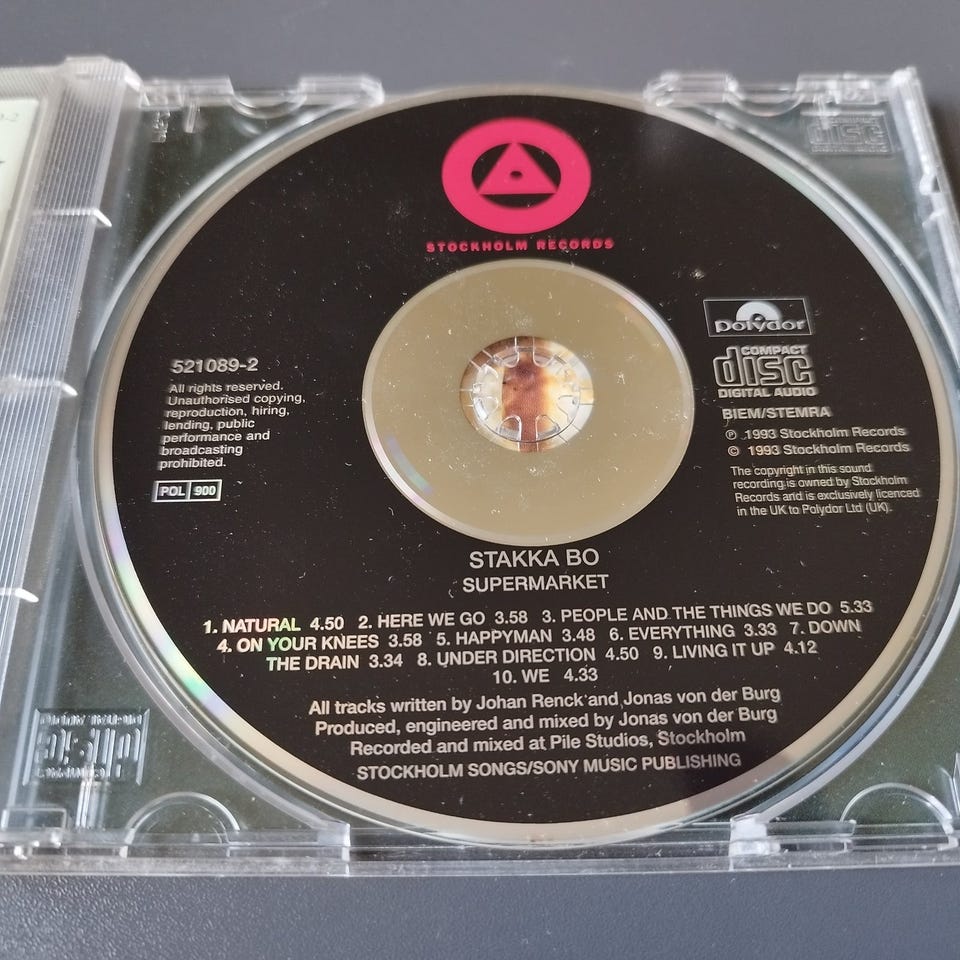 STOCKHOLM RECORDS
Polydor
COMPACT
disc
DIGITAL AUDIO
521089-2
All rights reserved.
Unauthorised copying,
reproduction, hiring,
lending, public
performance and
broadcasting
prohibited.
POL 900
BIEM/STEMRA
℗ 1993 Stockholm Records
© 1993 Stockholm Records
The copyright in this sound
recording is owned by Stockholm
Records and is exclusively licenced
in the UK to Polydor Ltd (UK).
STAKKA BO
SUPERMARKET
1. NATURAL 4.50 2. HERE WE GO 3.58 3. PEOPLE AND THE THINGS WE DO 5.33
4. ON YOUR KNEES 3.58 5. HAPPYMAN 3.48 6. EVERYTHING 3.33 7. DOWN
THE DRAIN 3.34 8. UNDER DIRECTION 4.50 9. LIVING IT UP 4.12
10. WE 4.33
All tracks written by Johan Renck and Jonas von der Burg
Produced, engineered and mixed by Jonas von der Burg
Recorded and mixed at Pile Studios, Stockholm
STOCKHOLM SONGS/SONY MUSIC PUBLISHING
COMPACT
disc
DIGITAL AUDIO